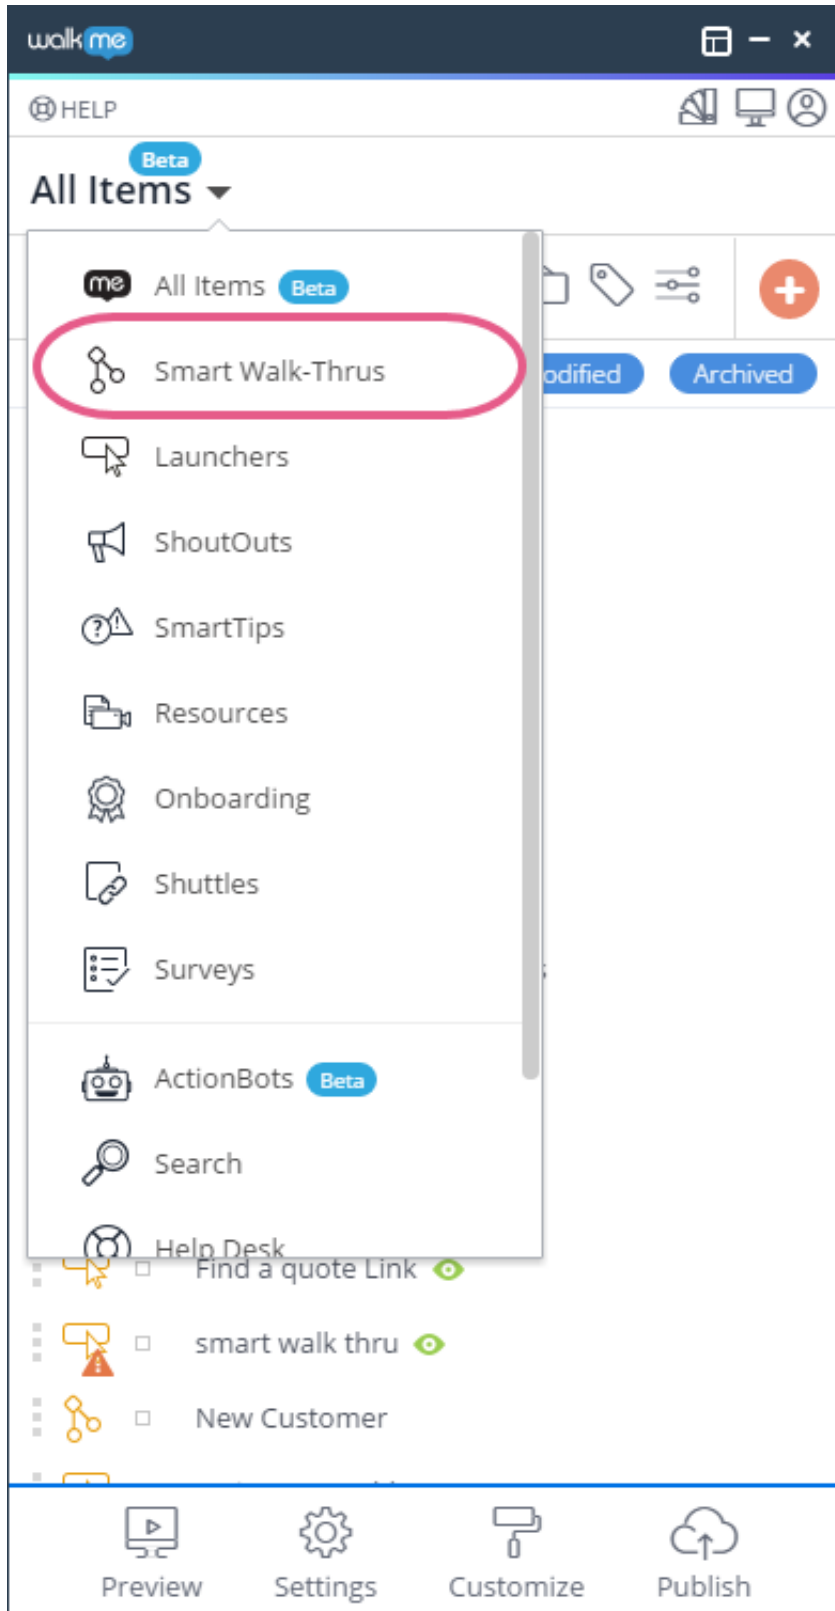 walkme
HELP
Beta
All Items
me All Items Beta
Smart Walk-Thrus
odified Archived
Launchers
ShoutOuts
SmartTips
Resources
Onboarding
Shuttles
Surveys
ActionBots Beta
Search
Help Desk
Find a quote Link
smart walk thru
New Customer
Preview Settings Customize Publish